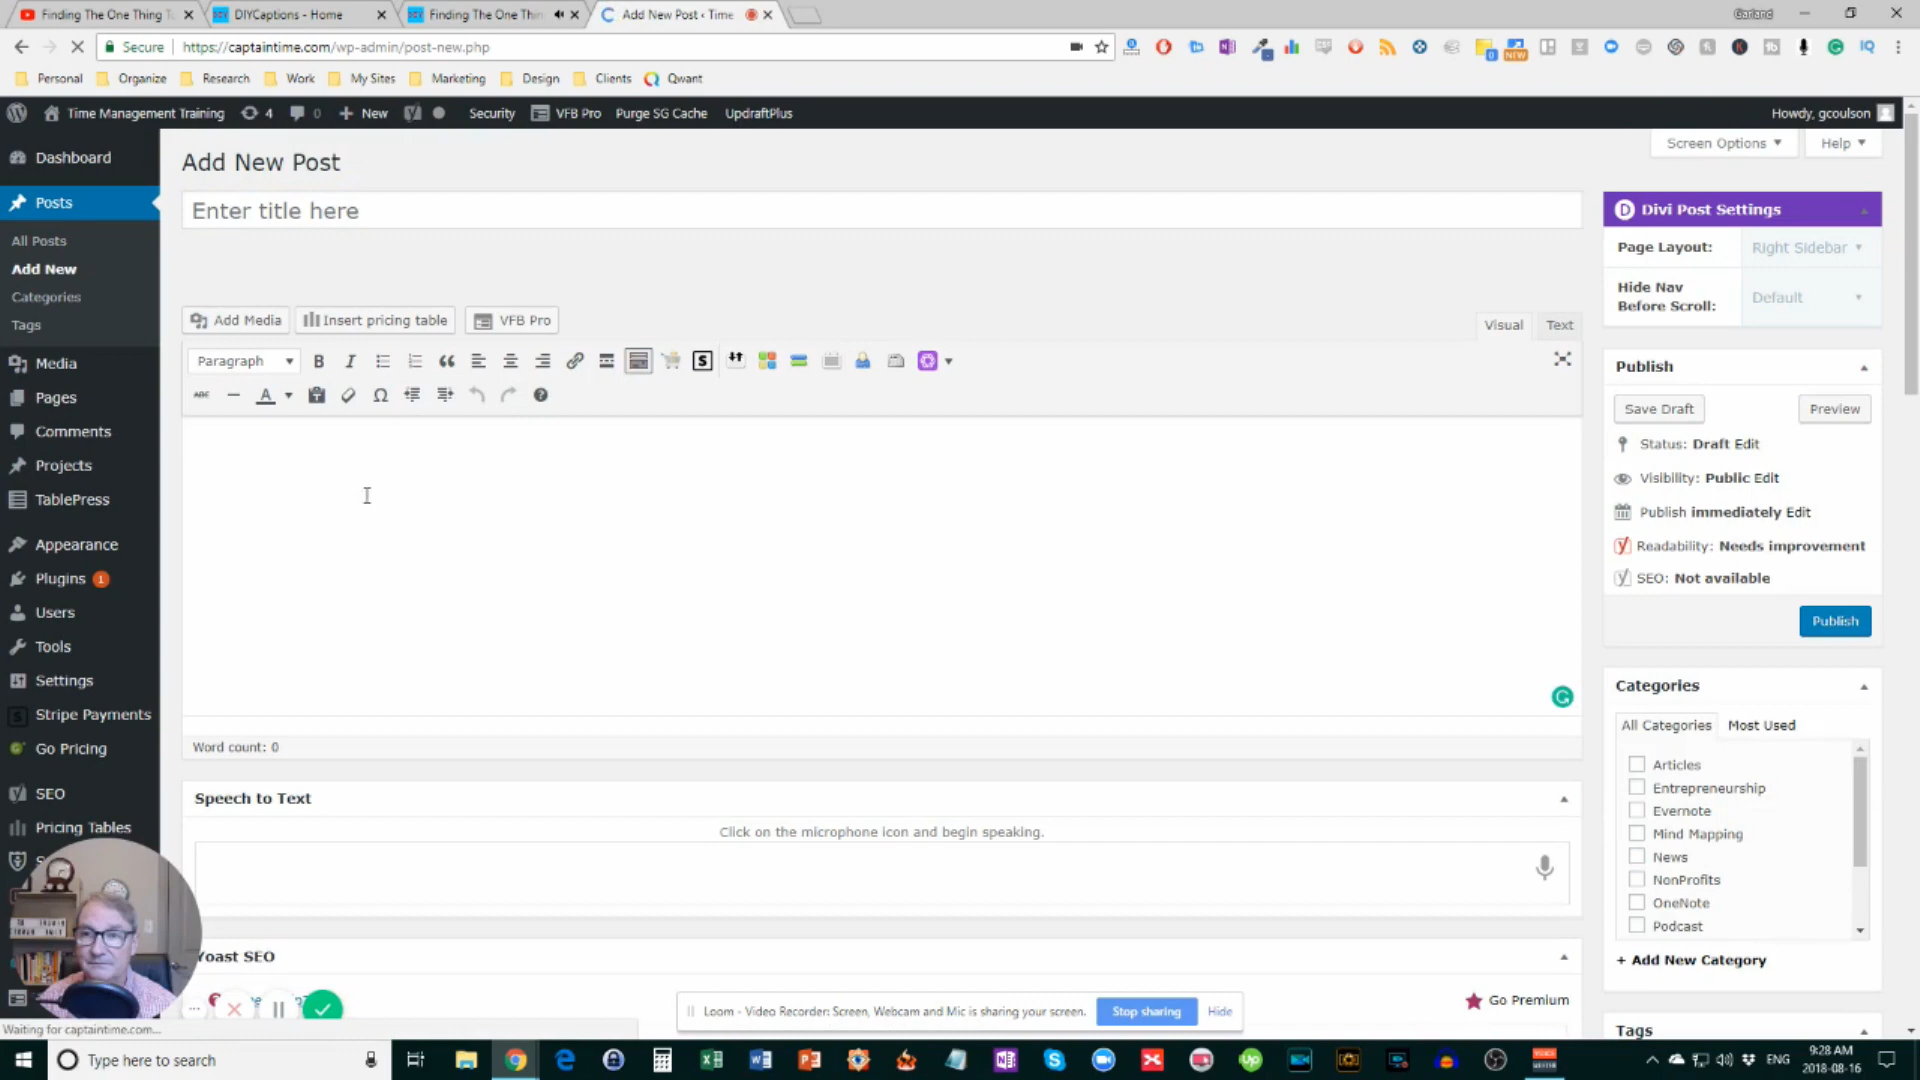 Finding The One Thing T
DIYCaptions - Home
Finding The One Thin
Add New Post ‹ Time
Garland
Secure
https://captaintime.com/wp-admin/post-new.php
NEW
IQ
Personal
Organize
Research
Work
My Sites
Marketing
Design
Clients
Qwant
Time Management Training
4
0
New
Security
VFB Pro
Purge SG Cache
UpdraftPlus
Howdy, gcoulson
Dashboard
Posts
All Posts
Add New
Categories
Tags
Media
Pages
Comments
Projects
TablePress
Appearance
Plugins 1
Users
Tools
Settings
Stripe Payments
Go Pricing
SEO
Pricing Tables
Add New Post
Screen Options
Help
Enter title here
Add Media
Insert pricing table
VFB Pro
Visual
Text
Paragraph
B
I
S
ABC
A
Ω
Word count: 0
Speech to Text
Click on the microphone icon and begin speaking.
Yoast SEO
Go Premium
Divi Post Settings
Page Layout:
Right Sidebar
Hide Nav
Before Scroll:
Default
Publish
Save Draft
Preview
Status: Draft Edit
Visibility: Public Edit
Publish immediately Edit
Readability: Needs improvement
SEO: Not available
Publish
Categories
All Categories
Most Used
Articles
Entrepreneurship
Evernote
Mind Mapping
News
NonProfits
OneNote
Podcast
+ Add New Category
Tags
Loom - Video Recorder: Screen, Webcam and Mic is sharing your screen.
Stop sharing
Hide
Waiting for captaintime.com...
Type here to search
ENG
9:28 AM
2018-08-16